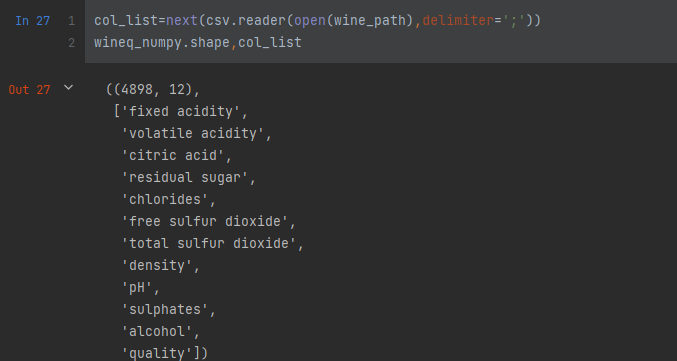 In 27 1 col_list=next(csv.reader(open(wine_path),delimiter=';'))
2 wineq_numpy.shape,col_list
Out 27 ((4898, 12),
['fixed acidity',
'volatile acidity',
'citric acid',
'residual sugar',
'chlorides',
'free sulfur dioxide',
'total sulfur dioxide',
'density',
'pH',
'sulphates',
'alcohol',
'quality'])